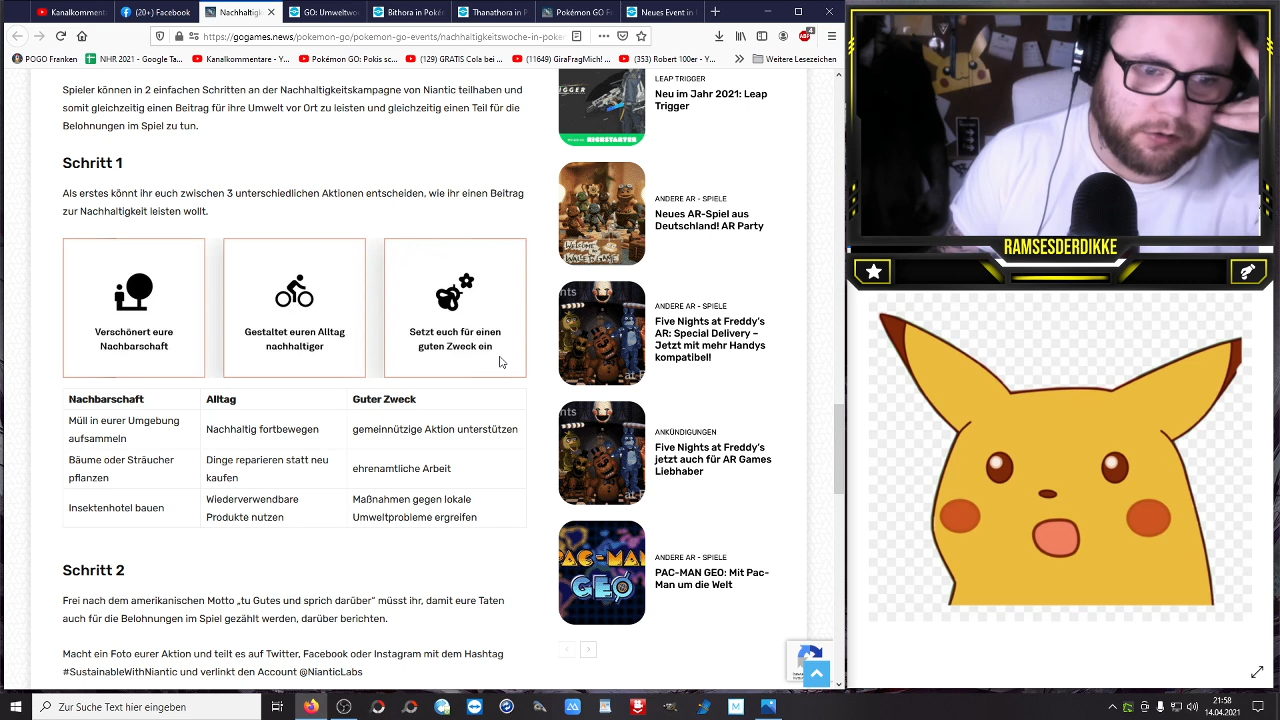 Kanalkomment
(20+) Facebook
Nachhaltigk
GO: Umweltwo
Bithora in Pok
Tannathora in P
Pokémon GO F
Neues Event in I
https://gogames.news/pokemon-go/pokemon-go-events/nachhaltigkeitswoche-in-poke
POGO Franken
NHR 2021 - Google Ta...
Kanalkommentare - Y...
Pokémon GO: Pokis sc...
(129) GRATIS Cola bei ...
(11649) GiraFragMich! ...
(353) Robert 100er - Y...
Weitere Lesezeichen
Spieler können in 2 einfachen Schritten an der Nachhaltigkeitskampagne von Niantic teilhaben und
somit gleichzeitig einen Beitrag für ihre Umwelt vor Ort zu leisten und gleichzeitig einen Teil für die
Belohnungen im Spiel zu tun.
Schritt 1
Als erstes könnt ihr euch zwischen 3 unterschiedlichen Aktionen entscheiden, wie ihr einen Beitrag
zur Nachhaltigkeit leisten wollt.
Verschönert eure
Nachbarschaft
Gestaltet euren Alltag
nachhaltiger
Setzt euch für einen
guten Zweck ein
Nachbarschaft
Alltag
Guter Zweck
Müll in eurer Umgebung
aufsammeln
Nachhaltig fortbewegen
gemeinnützige Aktion unterstützen
Bäume oder Sträucher
pflanzen
Dinge reparieren statt neu
kaufen
ehrenamtliche Arbeit
Insektenhotel bauen
Wiederverwendbare
Produkte nutzen
Maßnahmen gegen lokale
Umweltprobleme ergreifen
Schritt 2
Frei nach dem amerikanischen Motto „tu Gutes und sprich darüber" müsst ihr, damit eure Taten
auch für die Belohnungen im Spiel gezählt werden, darüber berichten.
Macht ein Foto eurer Aktion und teilt es auf Twitter, Facebook oder Instagram mit dem Hashtag
#SustainabilityWithNiantic und verlinkt den Account @NianticLabs
KICKSTARTER
LEAP TRIGGER
Neu im Jahr 2021: Leap
Trigger
ANDERE AR - SPIELE
Neues AR-Spiel aus
Deutschland! AR Party
ANDERE AR - SPIELE
Five Nights at Freddy's
AR: Special Delivery –
Jetzt mit mehr Handys
kompatibel!
ANKÜNDIGUNGEN
Five Nights at Freddy's
jetzt auch für AR Games
Liebhaber
PAC-MAN
GEO
ANDERE AR - SPIELE
PAC-MAN GEO: Mit Pac-
Man um die Welt
RAMSESDERDIKKE
Zur Suche Text hier eingeben
21:58
14.04.2021